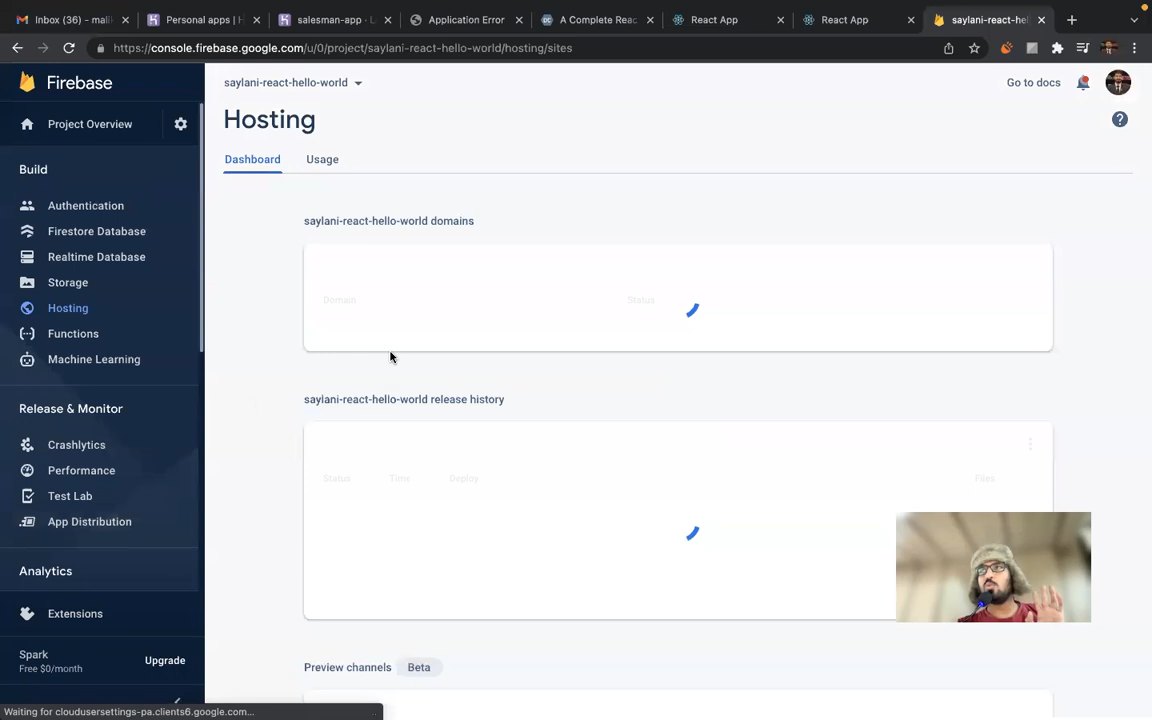 Inbox (36) - mali
Personal apps | H
salesman-app · L
Application Error
A Complete Reac
React App
React App
saylani-react-hel
https://console.firebase.google.com/u/0/project/saylani-react-hello-world/hosting/sites
Firebase
saylani-react-hello-world
Go to docs
Project Overview
Hosting
Dashboard
Usage
Build
Authentication
Firestore Database
Realtime Database
Storage
Hosting
Functions
Machine Learning
Release & Monitor
Crashlytics
Performance
Test Lab
App Distribution
Analytics
Extensions
Spark
Free $0/month
Upgrade
saylani-react-hello-world domains
Domain
Status
saylani-react-hello-world release history
Status
Time
Deploy
Files
Preview channels
Beta
Waiting for cloudusersettings-pa.clients6.google.com...